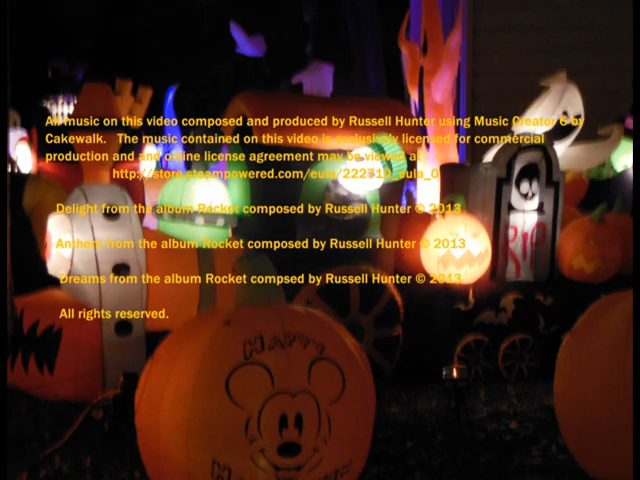 All music on this video composed and produced by Russell Hunter using Music Creator 6 by
Cakewalk. The music contained on this video is exclusively licensed for commercial
production and and online license agreement may be viewed at
http://store.steampowered.com/eula/222710_eula_0
Delight from the album Rocket composed by Russell Hunter © 2013
Anthem from the album Rocket composed by Russell Hunter © 2013
Dreams from the album Rocket compsed by Russell Hunter © 2013
All rights reserved.
RIP
HAPPY